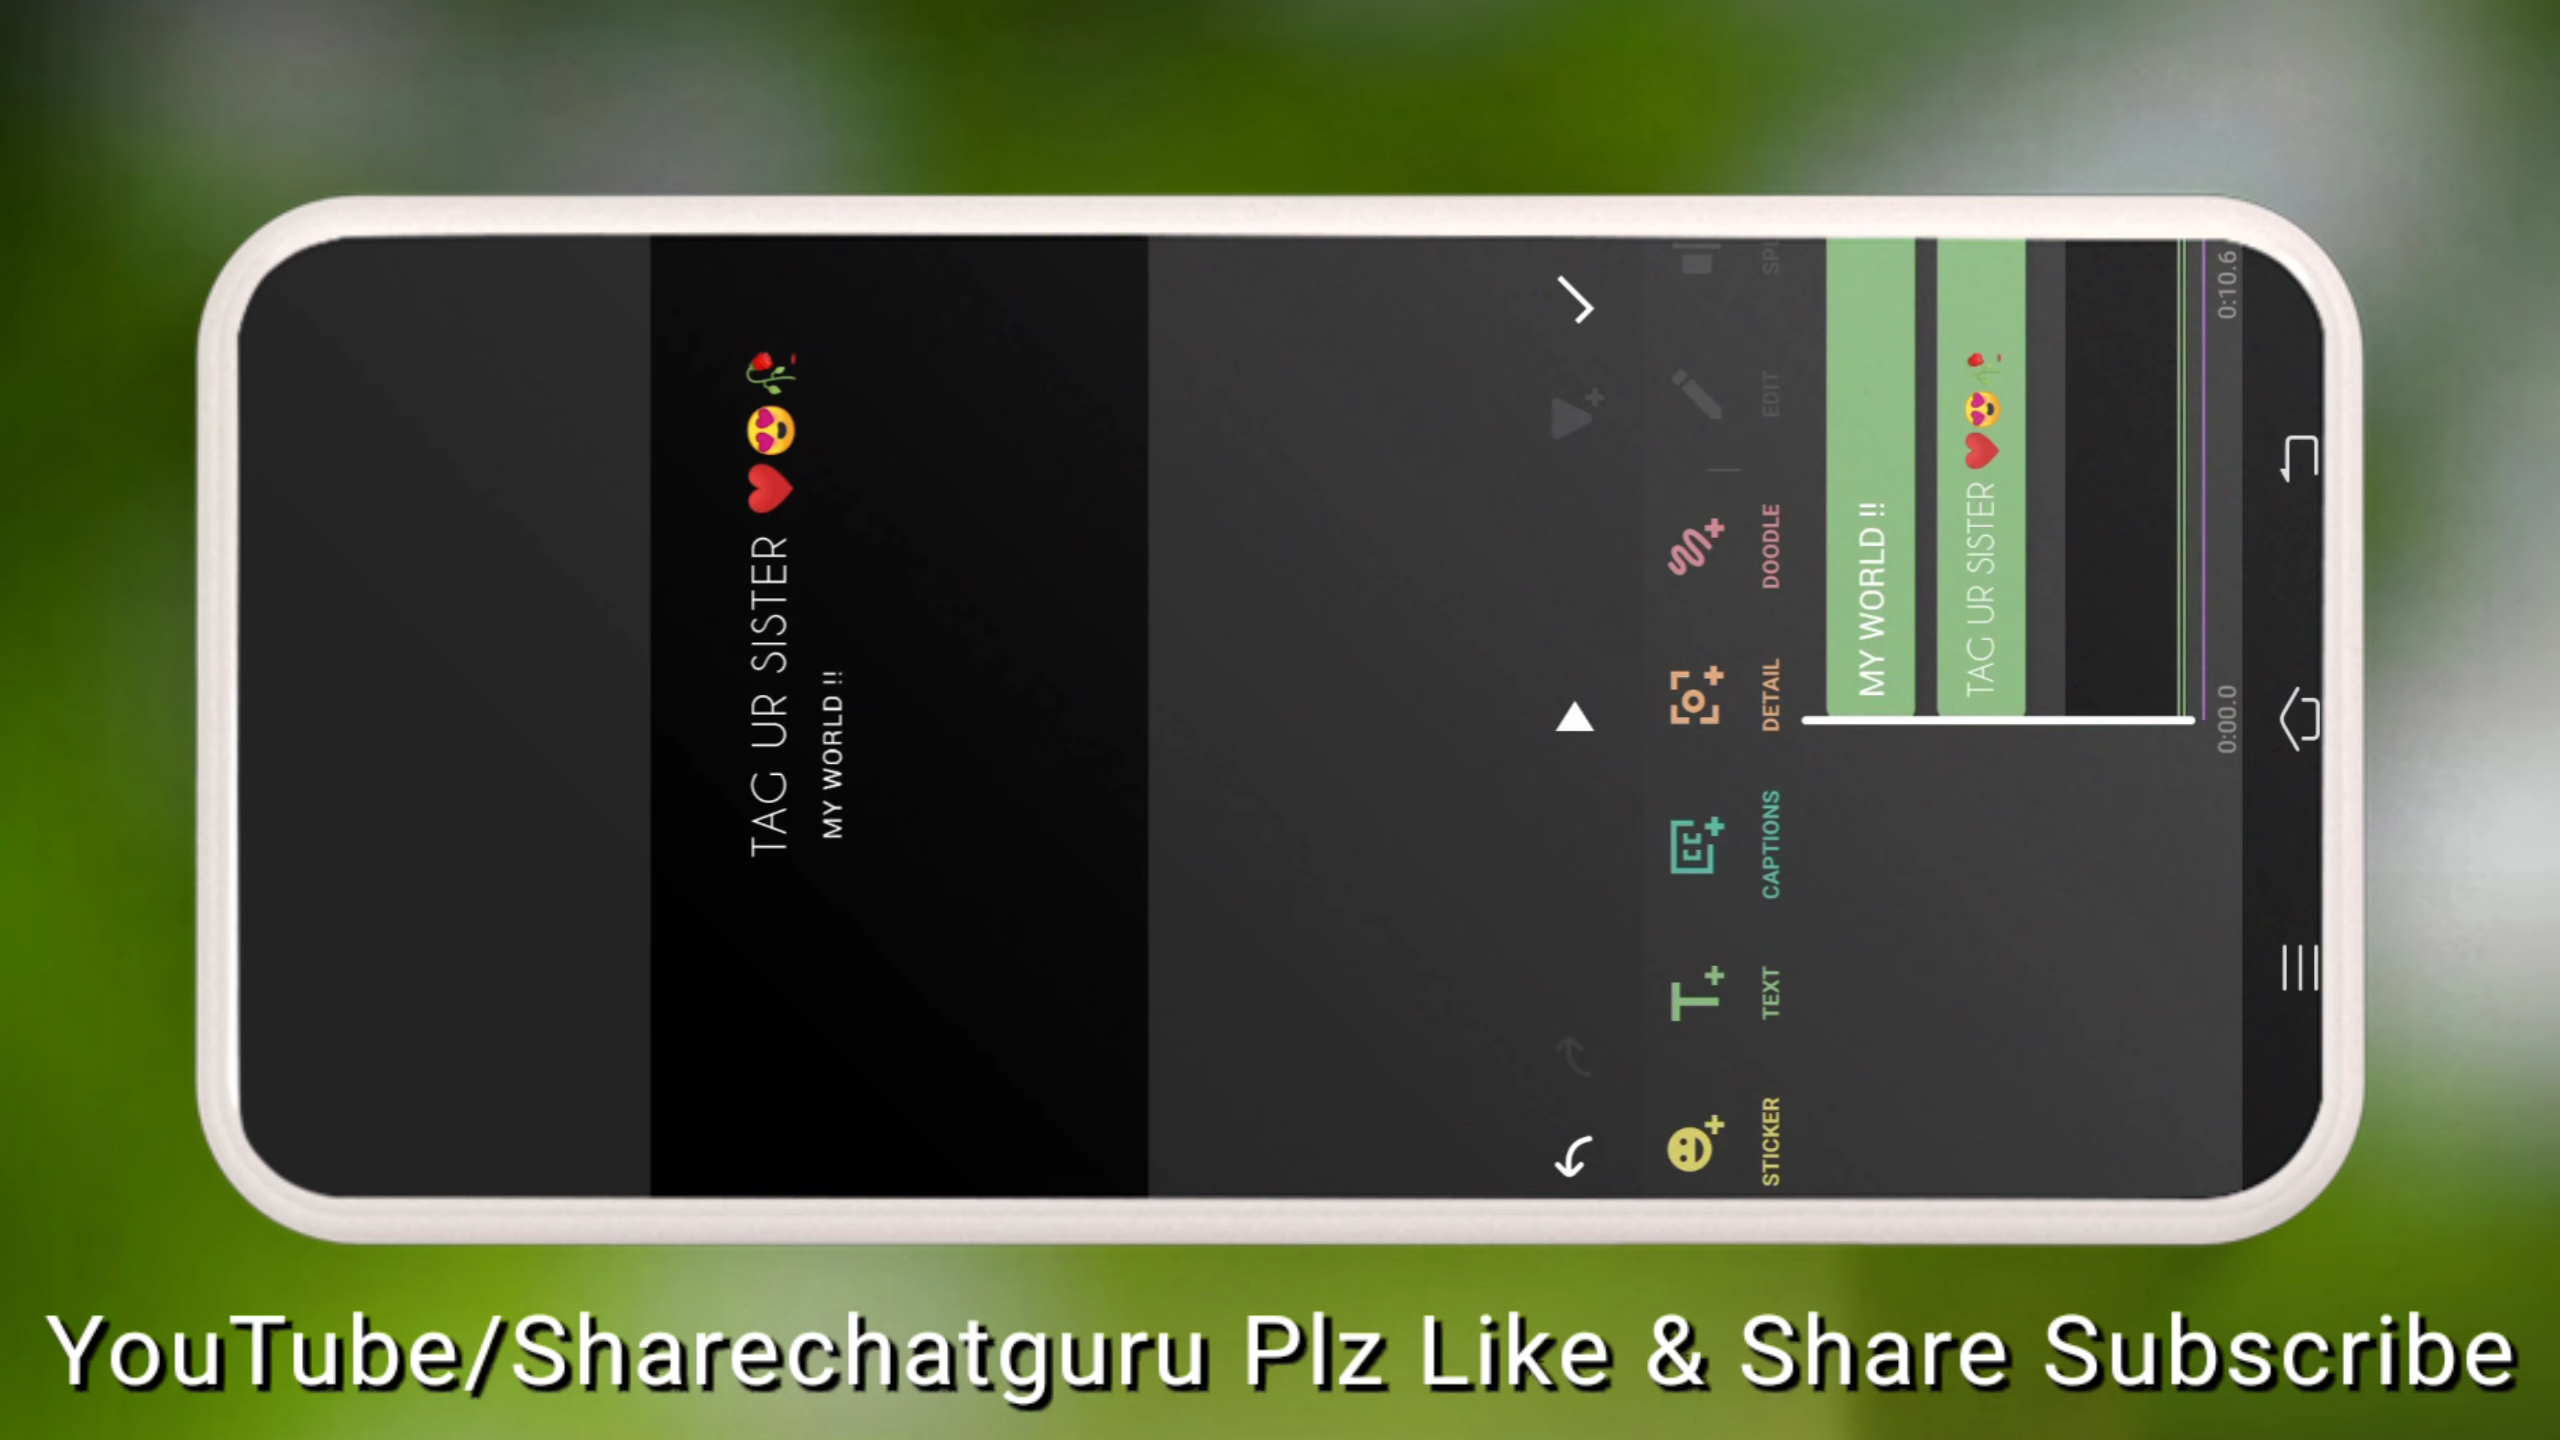 TAG UR SISTER ❤️😍🥀
MY WORLD !!
STICKER
TEXT
CAPTIONS
DETAIL
DOODLE
EDIT
MY WORLD !!
TAG UR SISTER ❤️😍🥀
0:00.0
0:10.6
YouTube/Sharechatguru Plz Like & Share Subscribe